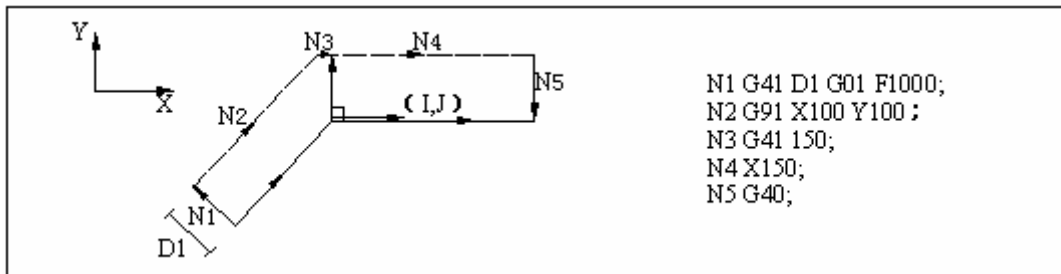 Y
X
N3
N4
N5
N2
(I,J)
N1
D1
N1 G41 D1 G01 F1000;
N2 G91 X100 Y100；
N3 G41 150;
N4 X150;
N5 G40;